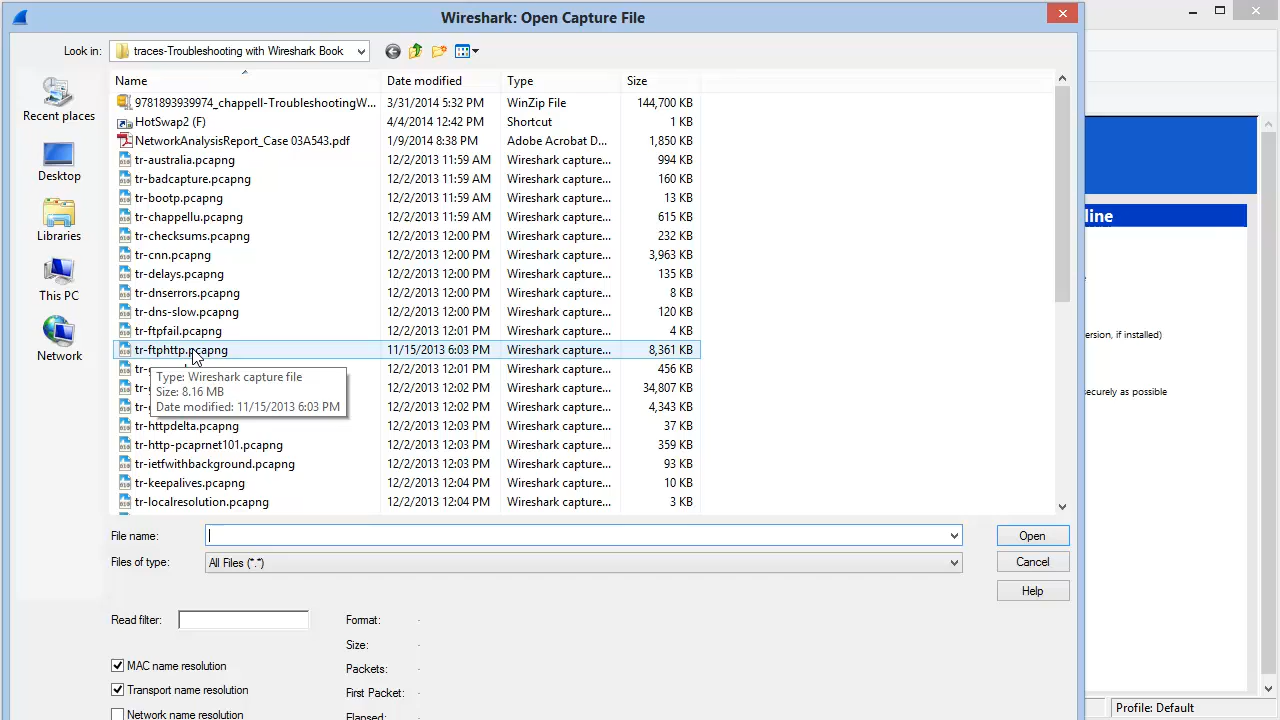 Wireshark: Open Capture File
Look in: traces-Troubleshooting with Wireshark Book
Name Date modified Type Size
9781893939974_chappell-TroubleshootingW... 3/31/2014 5:32 PM WinZip File 144,700 KB
HotSwap2 (F) 4/4/2014 12:42 PM Shortcut 1 KB
NetworkAnalysisReport_Case 03A543.pdf 1/9/2014 8:38 PM Adobe Acrobat D... 1,850 KB
tr-australia.pcapng 12/2/2013 11:59 AM Wireshark capture... 994 KB
tr-badcapture.pcapng 12/2/2013 11:59 AM Wireshark capture... 160 KB
tr-bootp.pcapng 12/2/2013 11:59 AM Wireshark capture... 13 KB
tr-chappellu.pcapng 12/2/2013 11:59 AM Wireshark capture... 615 KB
tr-checksums.pcapng 12/2/2013 12:00 PM Wireshark capture... 232 KB
tr-cnn.pcapng 12/2/2013 12:00 PM Wireshark capture... 3,963 KB
tr-delays.pcapng 12/2/2013 12:00 PM Wireshark capture... 135 KB
tr-dnserrors.pcapng 12/2/2013 12:00 PM Wireshark capture... 8 KB
tr-dns-slow.pcapng 12/2/2013 12:00 PM Wireshark capture... 120 KB
tr-ftpfail.pcapng 12/2/2013 12:01 PM Wireshark capture... 4 KB
tr-ftphttp.pcapng 11/15/2013 6:03 PM Wireshark capture... 8,361 KB
12/2/2013 12:01 PM Wireshark capture... 456 KB
12/2/2013 12:02 PM Wireshark capture... 34,807 KB
12/2/2013 12:02 PM Wireshark capture... 4,343 KB
Type: Wireshark capture file
Size: 8.16 MB
Date modified: 11/15/2013 6:03 PM
tr-httpdelta.pcapng 12/2/2013 12:03 PM Wireshark capture... 37 KB
tr-http-pcaprnet101.pcapng 12/2/2013 12:03 PM Wireshark capture... 359 KB
tr-ietfwithbackground.pcapng 12/2/2013 12:03 PM Wireshark capture... 93 KB
tr-keepalives.pcapng 12/2/2013 12:04 PM Wireshark capture... 10 KB
tr-localresolution.pcapng 12/2/2013 12:04 PM Wireshark capture... 3 KB
Recent places
Desktop
Libraries
This PC
Network
File name: Open
Files of type: All Files (*.*) Cancel
Help
Read filter: Format: -
Size: -
MAC name resolution Packets: -
Transport name resolution First Packet: -
Network name resolution Elapsed: -
line
ersion, if installed)
ecurely as possible
Profile: Default